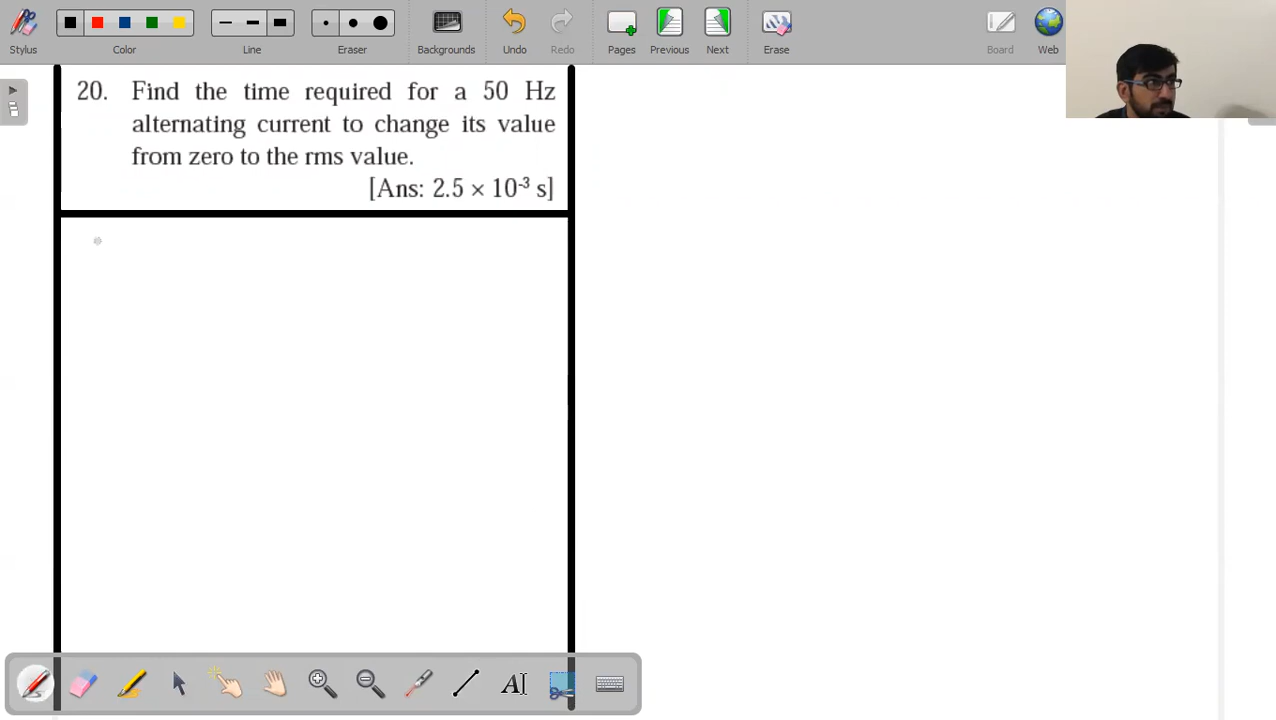 Stylus
Color
Line
Eraser
Backgrounds
Undo
Redo
Pages
Previous
Next
Erase
Board
Web
20. Find the time required for a 50 Hz
alternating current to change its value
from zero to the rms value.
[Ans: 2.5 × 10⁻³ s]
A